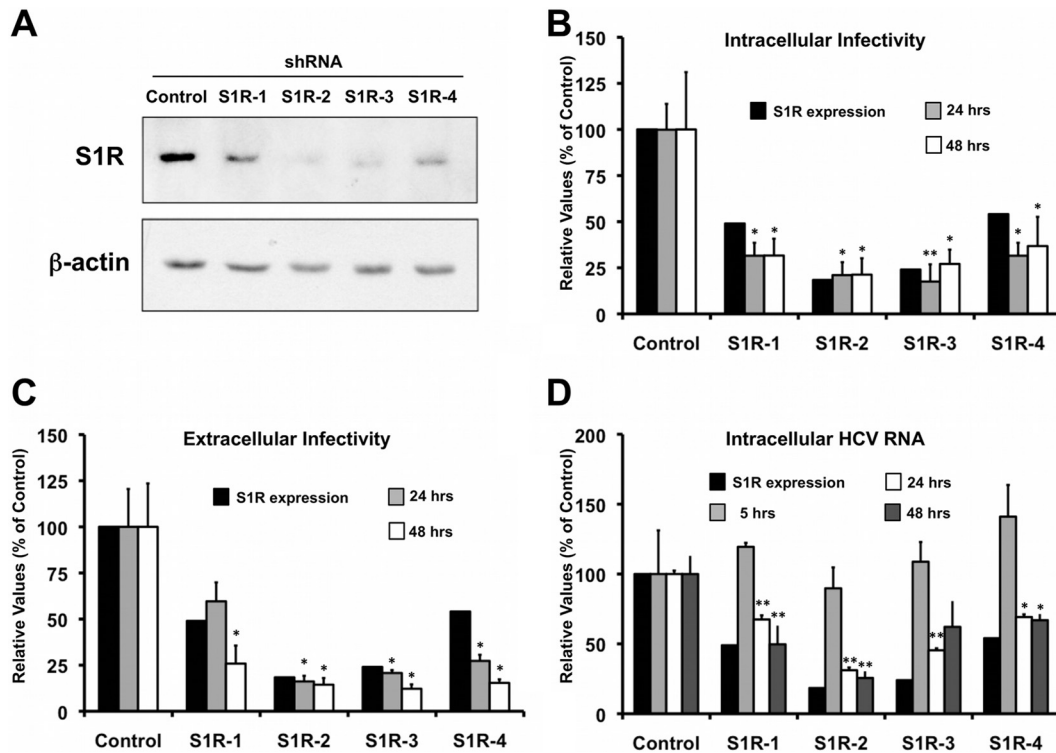 A
shRNA
Control S1R-1 S1R-2 S1R-3 S1R-4
S1R
β-actin
B
Intracellular Infectivity
S1R expression
24 hrs
48 hrs
Relative Values (% of Control)
150
125
100
75
50
25
0
* * * * ** * * *
Control S1R-1 S1R-2 S1R-3 S1R-4
C
Extracellular Infectivity
S1R expression
24 hrs
48 hrs
Relative Values (% of Control)
150
125
100
75
50
25
0
* * * * * * *
Control S1R-1 S1R-2 S1R-3 S1R-4
D
Intracellular HCV RNA
S1R expression
5 hrs
24 hrs
48 hrs
Relative Values (% of Control)
200
150
100
50
0
** ** ** ** ** * *
Control S1R-1 S1R-2 S1R-3 S1R-4